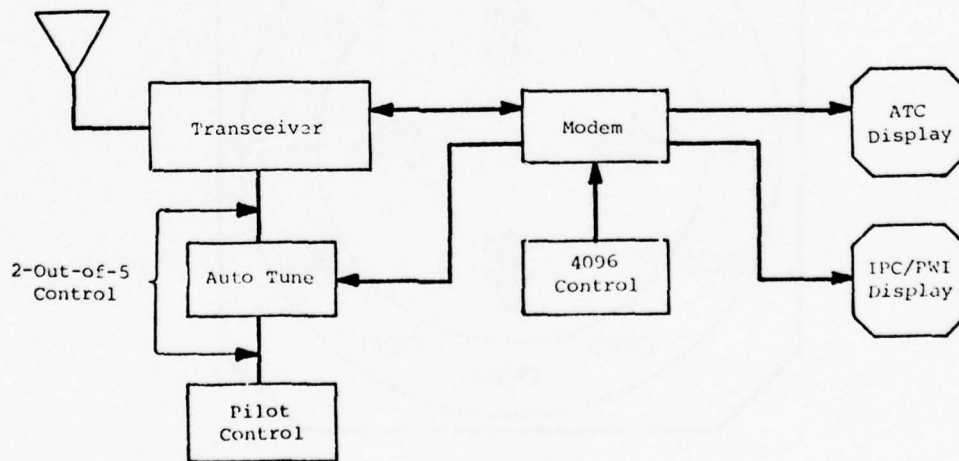 Transceiver
Modem
ATC
Display
2-Out-of-5
Control
Auto Tune
4096
Control
IPC/PWI
Display
Pilot
Control